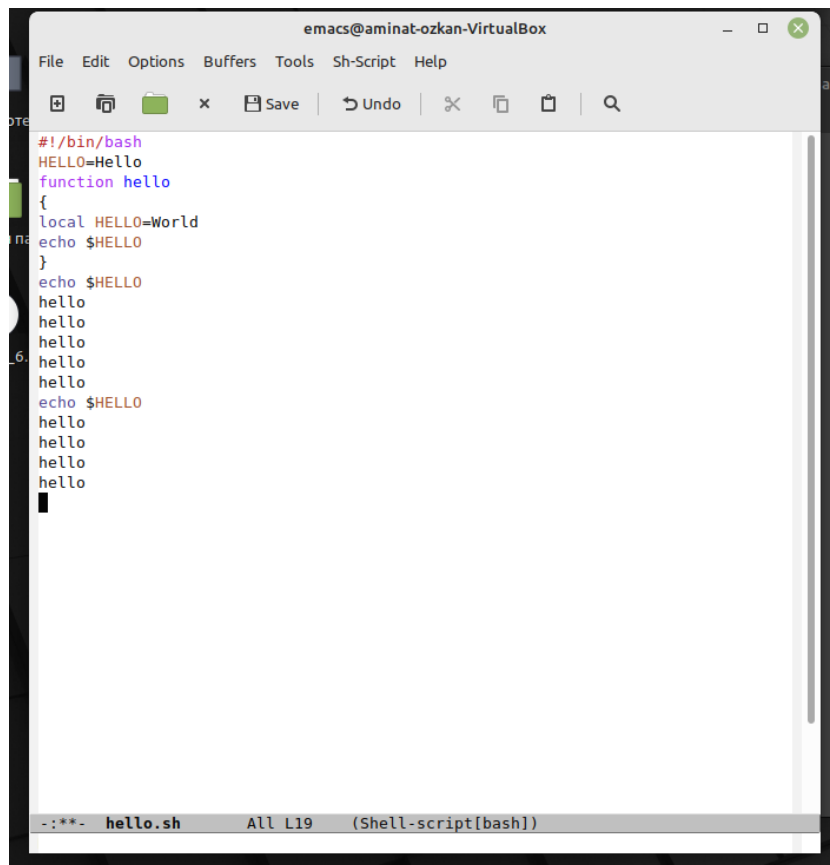 emacs@aminat-ozkan-VirtualBox
File Edit Options Buffers Tools Sh-Script Help
Save Undo
#!/bin/bash
HELLO=Hello
function hello
{
local HELLO=World
echo $HELLO
}
echo $HELLO
hello
hello
hello
hello
hello
echo $HELLO
hello
hello
hello
hello
-:**- hello.sh All L19 (Shell-script[bash])